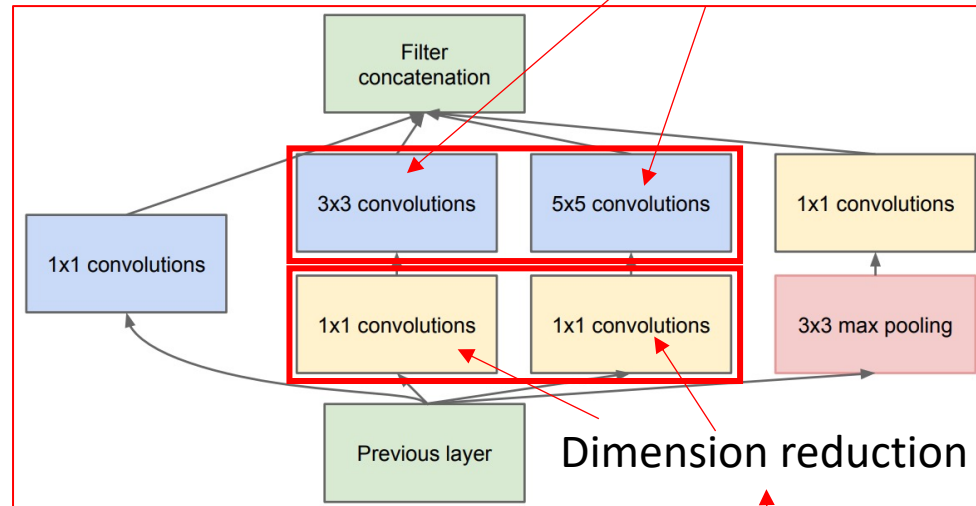 Filter
concatenation
3x3 convolutions
5x5 convolutions
1x1 convolutions
1x1 convolutions
1x1 convolutions
1x1 convolutions
3x3 max pooling
Previous layer
Dimension reduction